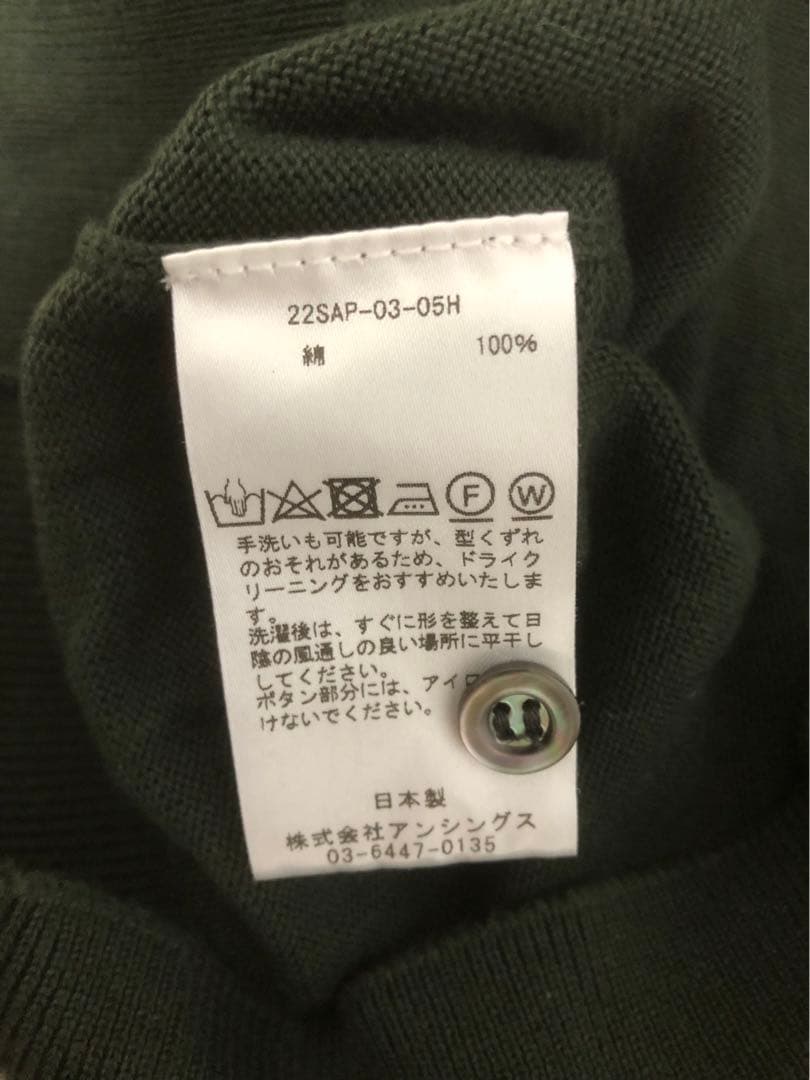 22SAP-03-05H
綿 100%
F W
手洗いも可能ですが、型くずれ
のおそれがあるため、ドライク
リーニングをおすすめいたしま
す。
洗濯後は、すぐに形を整えて日
陰の風通しの良い場所に平干し
してください。
ボタン部分には、アイロ
けないでください。
日本製
株式会社アンシングス
03-6447-0135